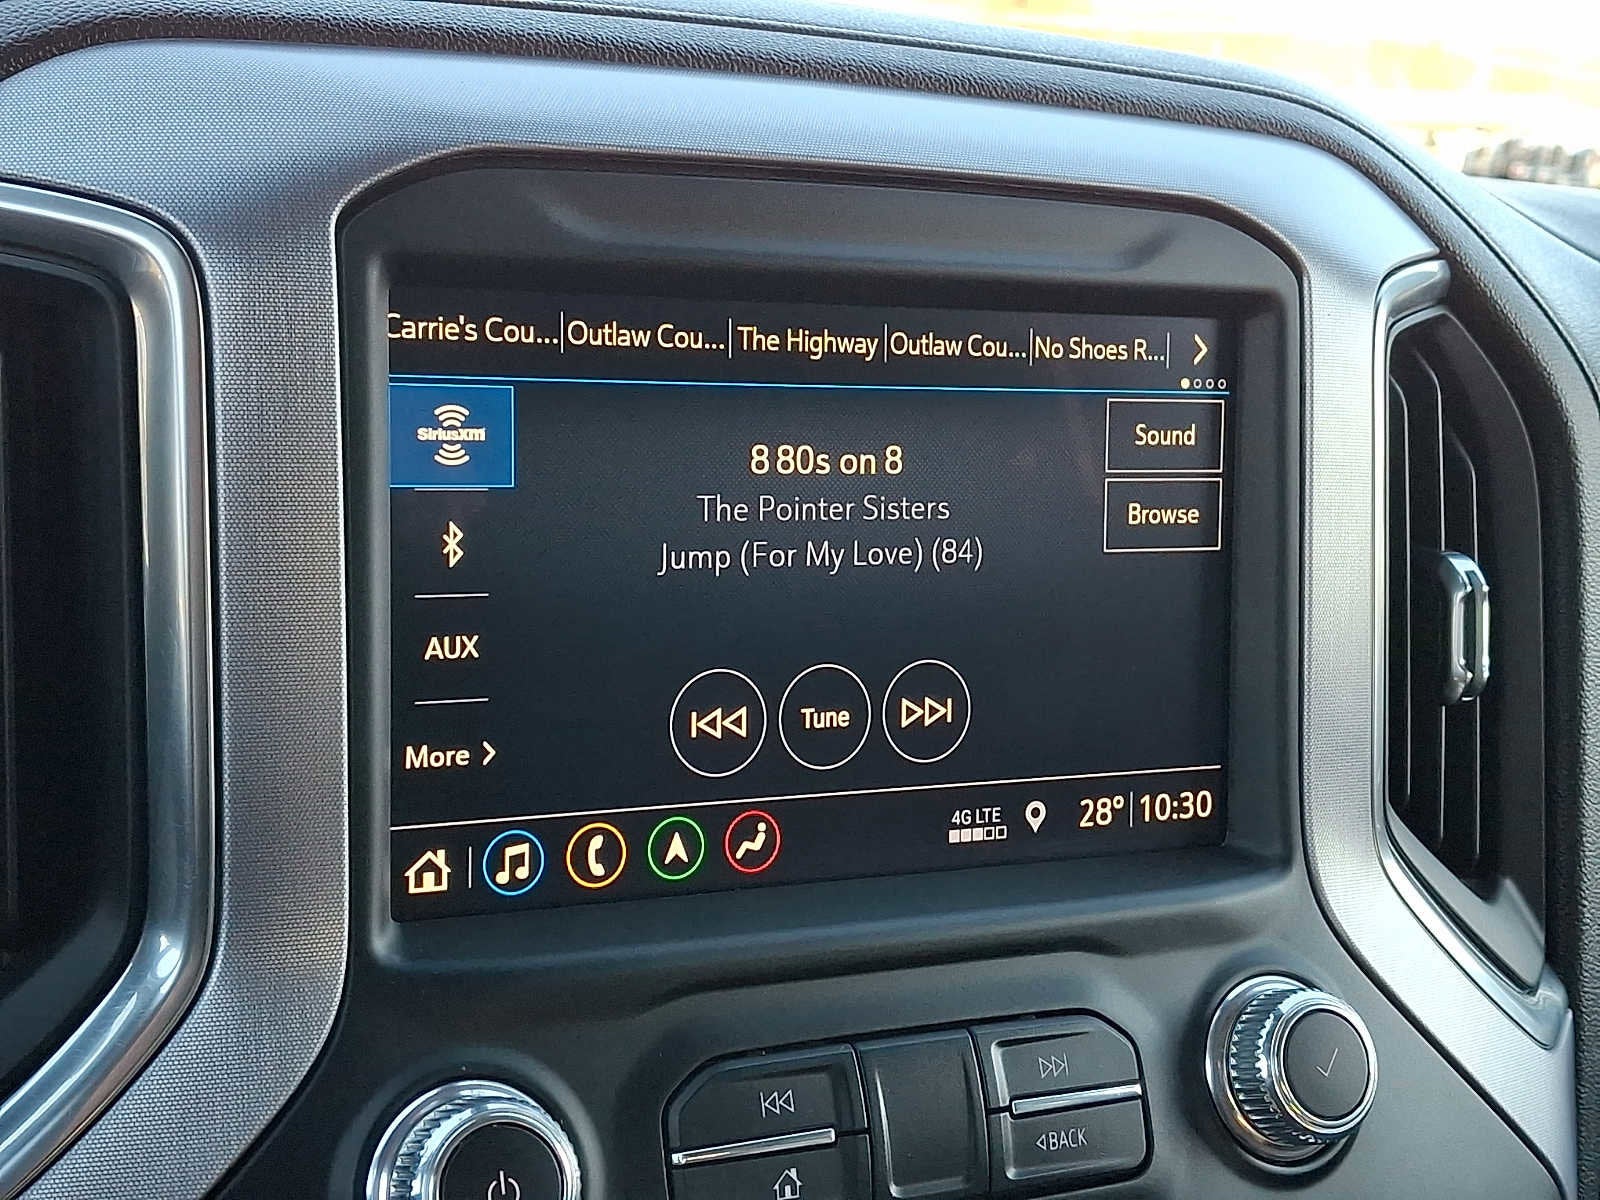 Carrie's Cou... Outlaw Cou... The Highway Outlaw Cou... No Shoes R...
SiriusXM
Sound
8 80s on 8
The Pointer Sisters
Browse
Jump (For My Love) (84)
AUX
Tune
More
4G LTE
28° 10:30
BACK